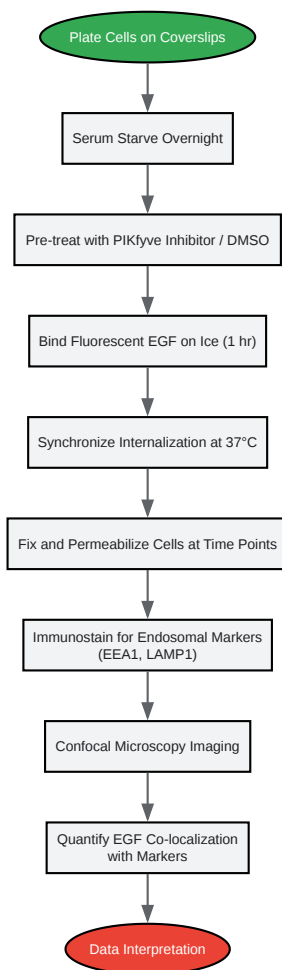 Plate Cells on Coverslips
Serum Starve Overnight
Pre-treat with PIKfyve Inhibitor / DMSO
Bind Fluorescent EGF on Ice (1 hr)
Synchronize Internalization at 37°C
Fix and Permeabilize Cells at Time Points
Immunostain for Endosomal Markers
(EEA1, LAMP1)
Confocal Microscopy Imaging
Quantify EGF Co-localization
with Markers
Data Interpretation